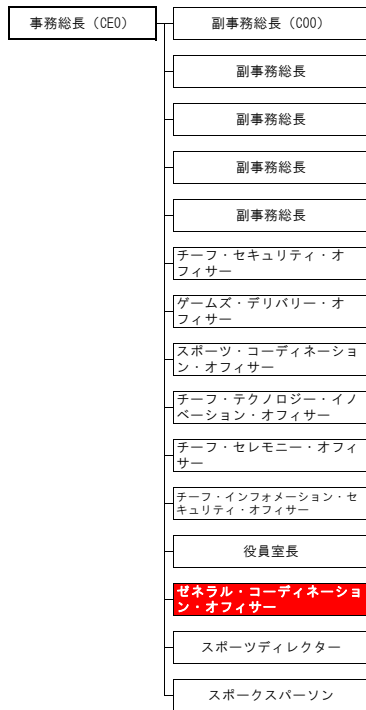 事務総長（CEO）
副事務総長（COO）
副事務総長
副事務総長
副事務総長
副事務総長
チーフ・セキュリティ・オ
フィサー
ゲームズ・デリバリー・オ
フィサー
スポーツ・コーディネーショ
ン・オフィサー
チーフ・テクノロジー・イノ
ベーション・オフィサー
チーフ・セレモニー・オフィ
サー
チーフ・インフォメーション・セ
キュリティ・オフィサー
役員室長
ゼネラル・コーディネーショ
ン・オフィサー
スポーツディレクター
スポークスパーソン